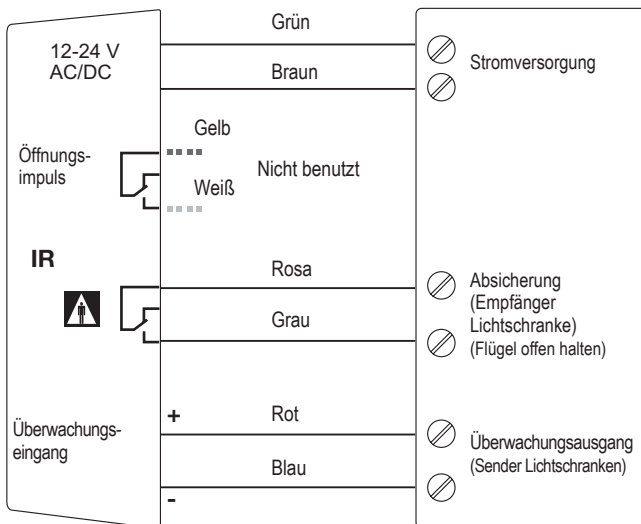 Grün
12-24 V
AC/DC
Stromversorgung
Braun
Gelb
Öffnungs-
impuls
Nicht benutzt
Weiß
IR
Rosa
Absicherung
(Empfänger
Lichtschranke)
(Flügel offen halten)
Grau
+
Rot
Überwachungs-
eingang
Überwachungsausgang
(Sender Lichtschranken)
Blau
-